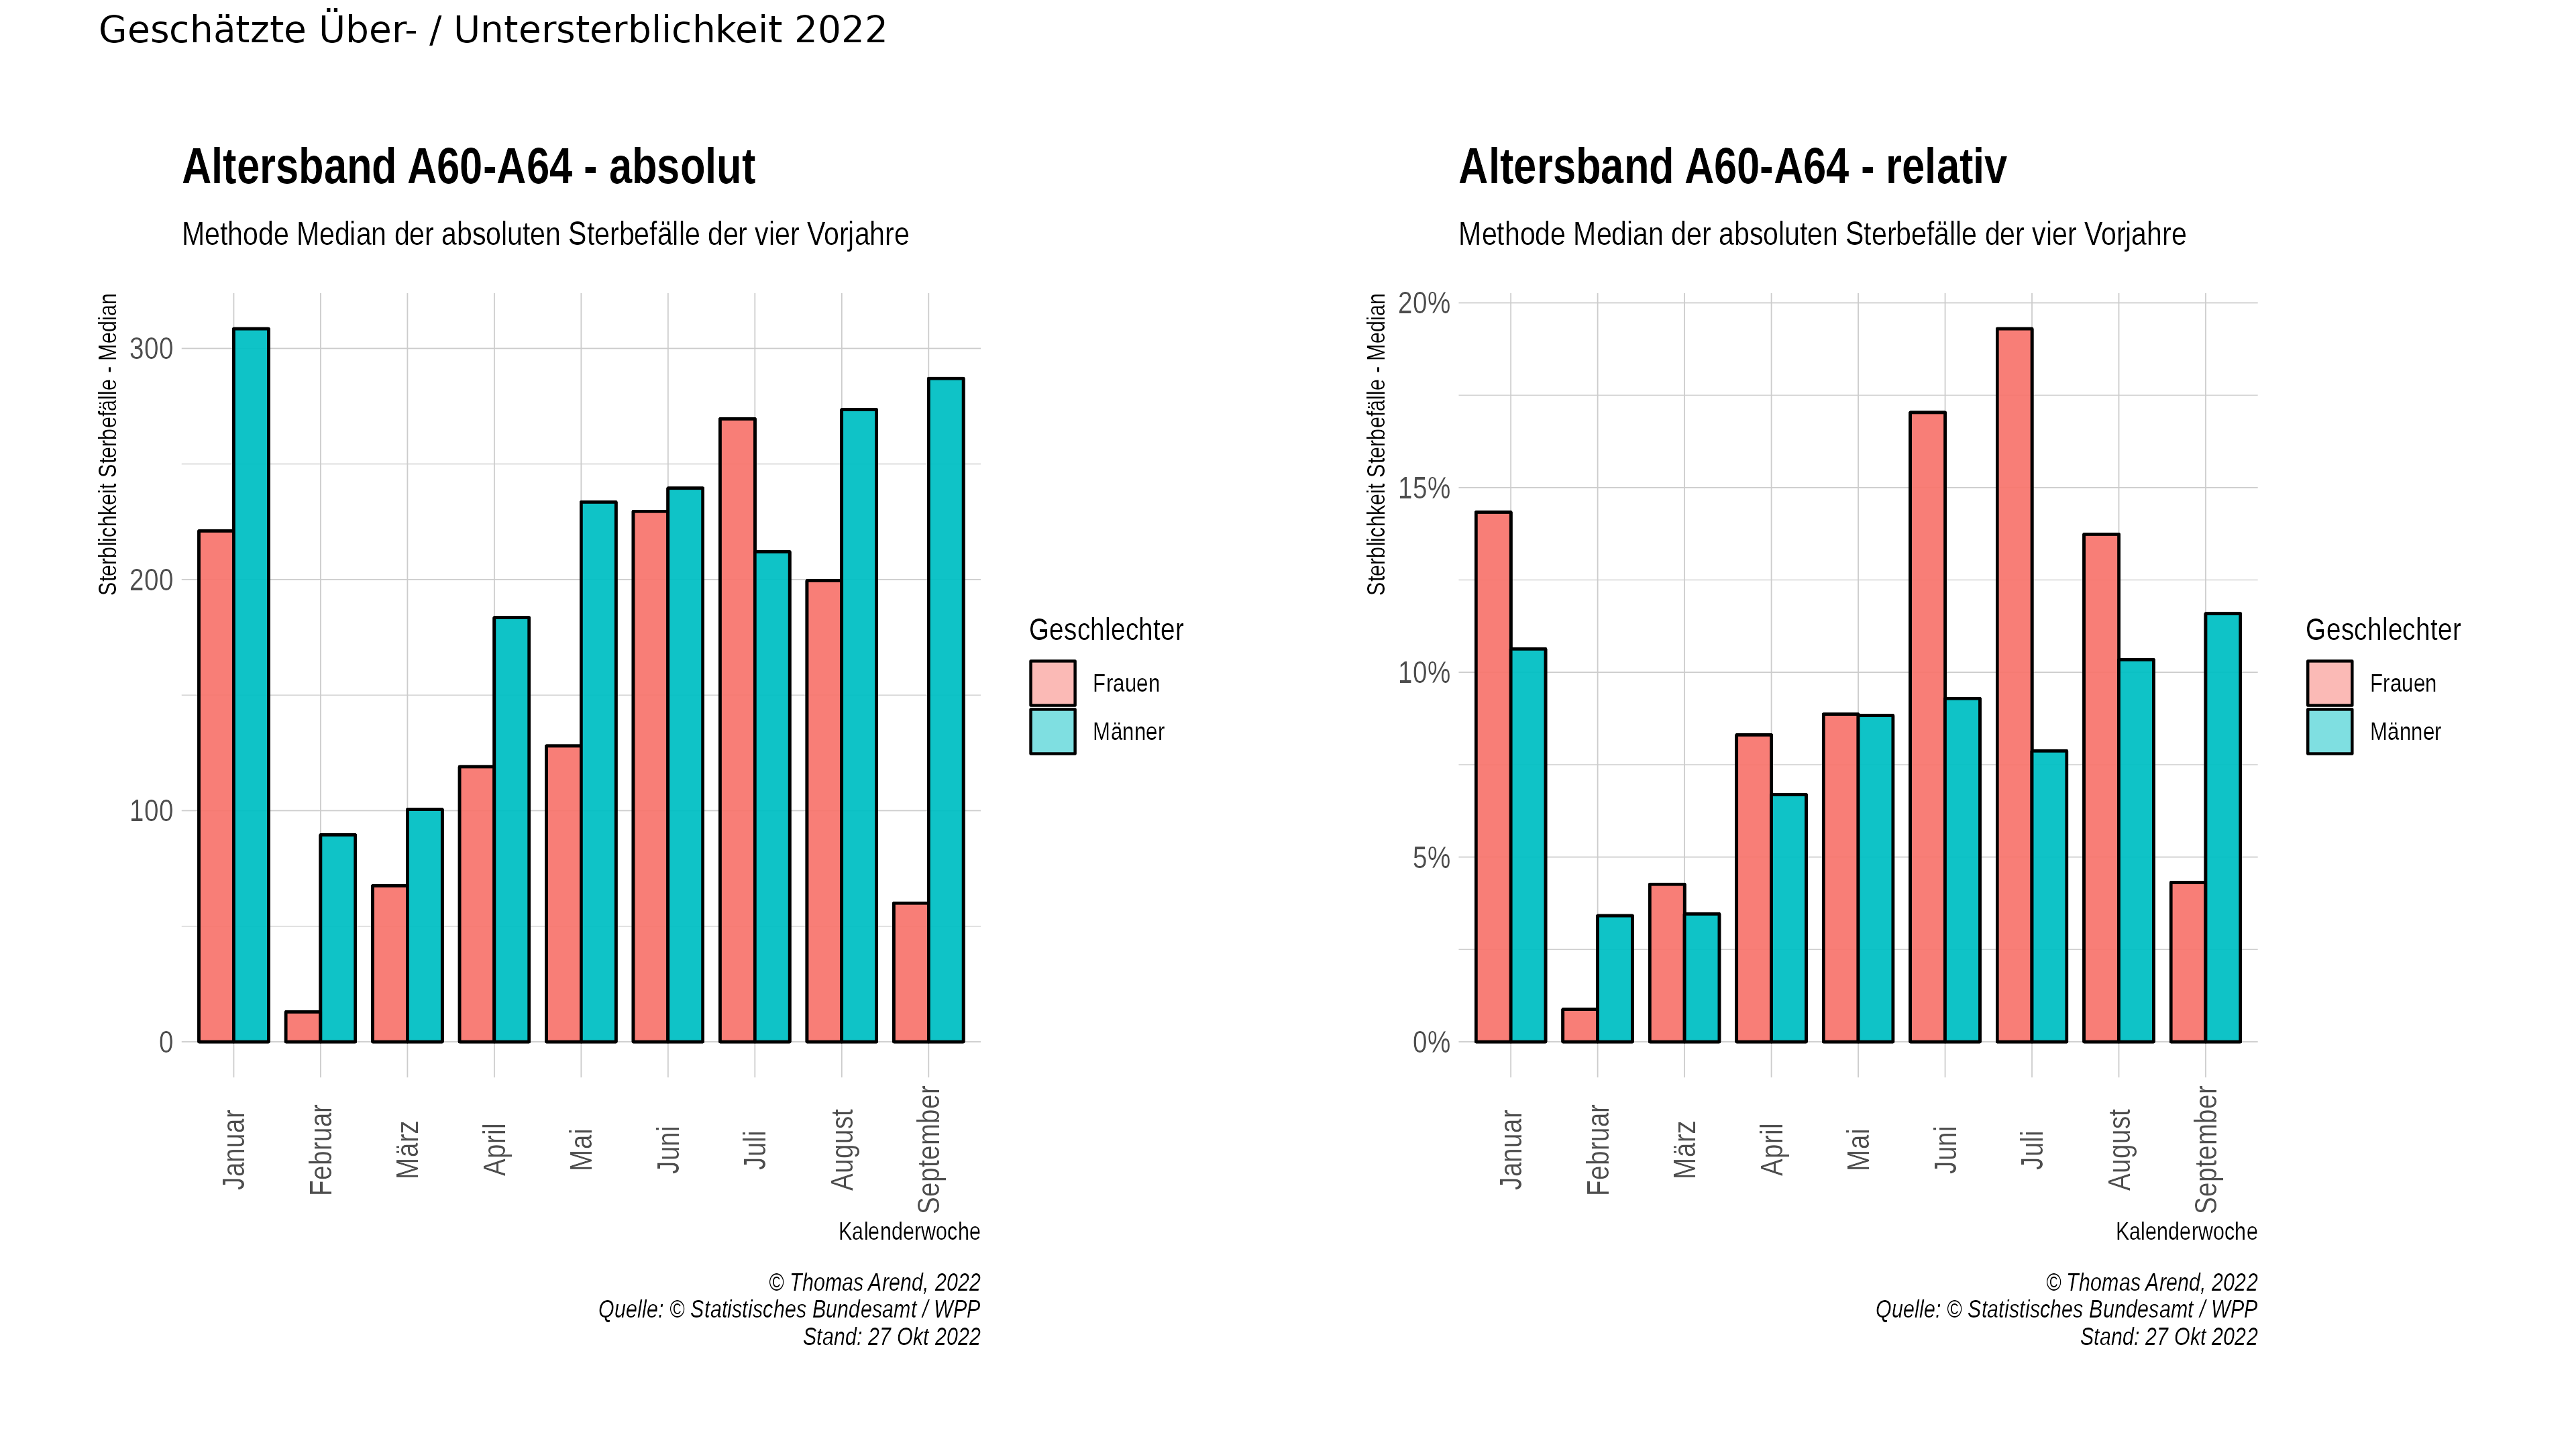 Geschätzte Über- / Untersterblichkeit 2022
Altersband A60-A64 - absolut
Methode Median der absoluten Sterbefälle der vier Vorjahre
Sterblichkeit Sterbefälle - Median
300
200
100
0
Januar
Februar
März
April
Mai
Juni
Juli
August
September
Kalenderwoche
Geschlechter
Frauen
Männer
© Thomas Arend, 2022
Quelle: © Statistisches Bundesamt / WPP
Stand: 27 Okt 2022
Altersband A60-A64 - relativ
Methode Median der absoluten Sterbefälle der vier Vorjahre
Sterblichkeit Sterbefälle - Median
20%
15%
10%
5%
0%
Januar
Februar
März
April
Mai
Juni
Juli
August
September
Kalenderwoche
Geschlechter
Frauen
Männer
© Thomas Arend, 2022
Quelle: © Statistisches Bundesamt / WPP
Stand: 27 Okt 2022